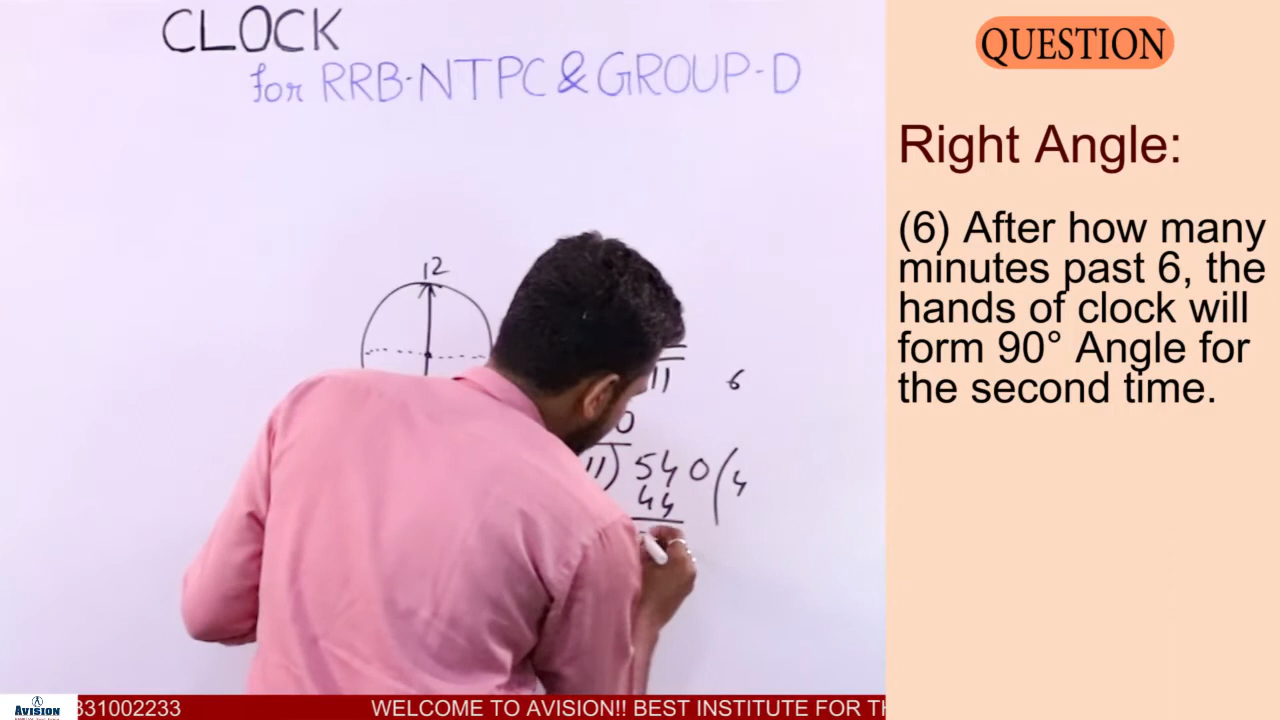 CLOCK
for RRB-NTPC & GROUP-D
12
11 6
0
11) 540 (4
44
QUESTION
Right Angle:
(6) After how many
minutes past 6, the
hands of clock will
form 90° Angle for
the second time.
AVISION
331002233 WELCOME TO AVISION!! BEST INSTITUTE FOR